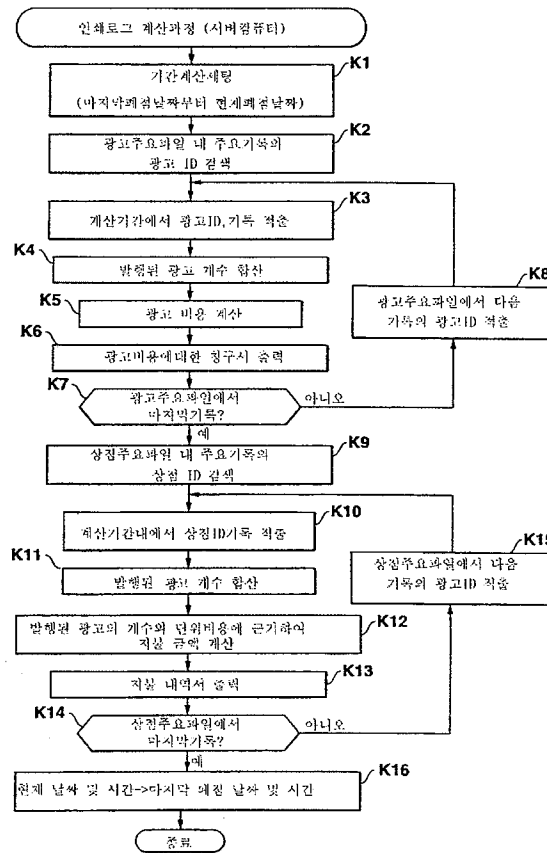 인쇄로그 계산과정 (서버컴퓨터)
K1
기간계산세팅
(마지막폐점날짜부터 현재폐점날짜)
K2
광고주요파일 내 주요기록의
광고 ID 검색
K3
계산기간에서 광고ID,기록 적출
K4
발행된 광고 개수 합산
K5
광고 비용 계산
K6
광고비용에대한 청구서 출력
K7
광고주요파일에서
마지막기록?
아니오
예
K8
광고주요파일에서 다음
기록의 광고ID 적출
K9
상점주요파일 내 주요기록의
상점 ID 검색
K10
계산기간내에서 상점ID기록 적출
K11
발행된 광고 개수 합산
K12
발행된 광고의 개수와 단위비용에 근거하여
지불 금액 계산
K13
지불 내역서 출력
K14
상점주요파일에서
마지막기록?
아니오
예
K15
상점주요파일에서 다음
기록의 광고ID 적출
K16
현재 날짜 및 시간->마지막 폐점 날짜 및 시간
종료